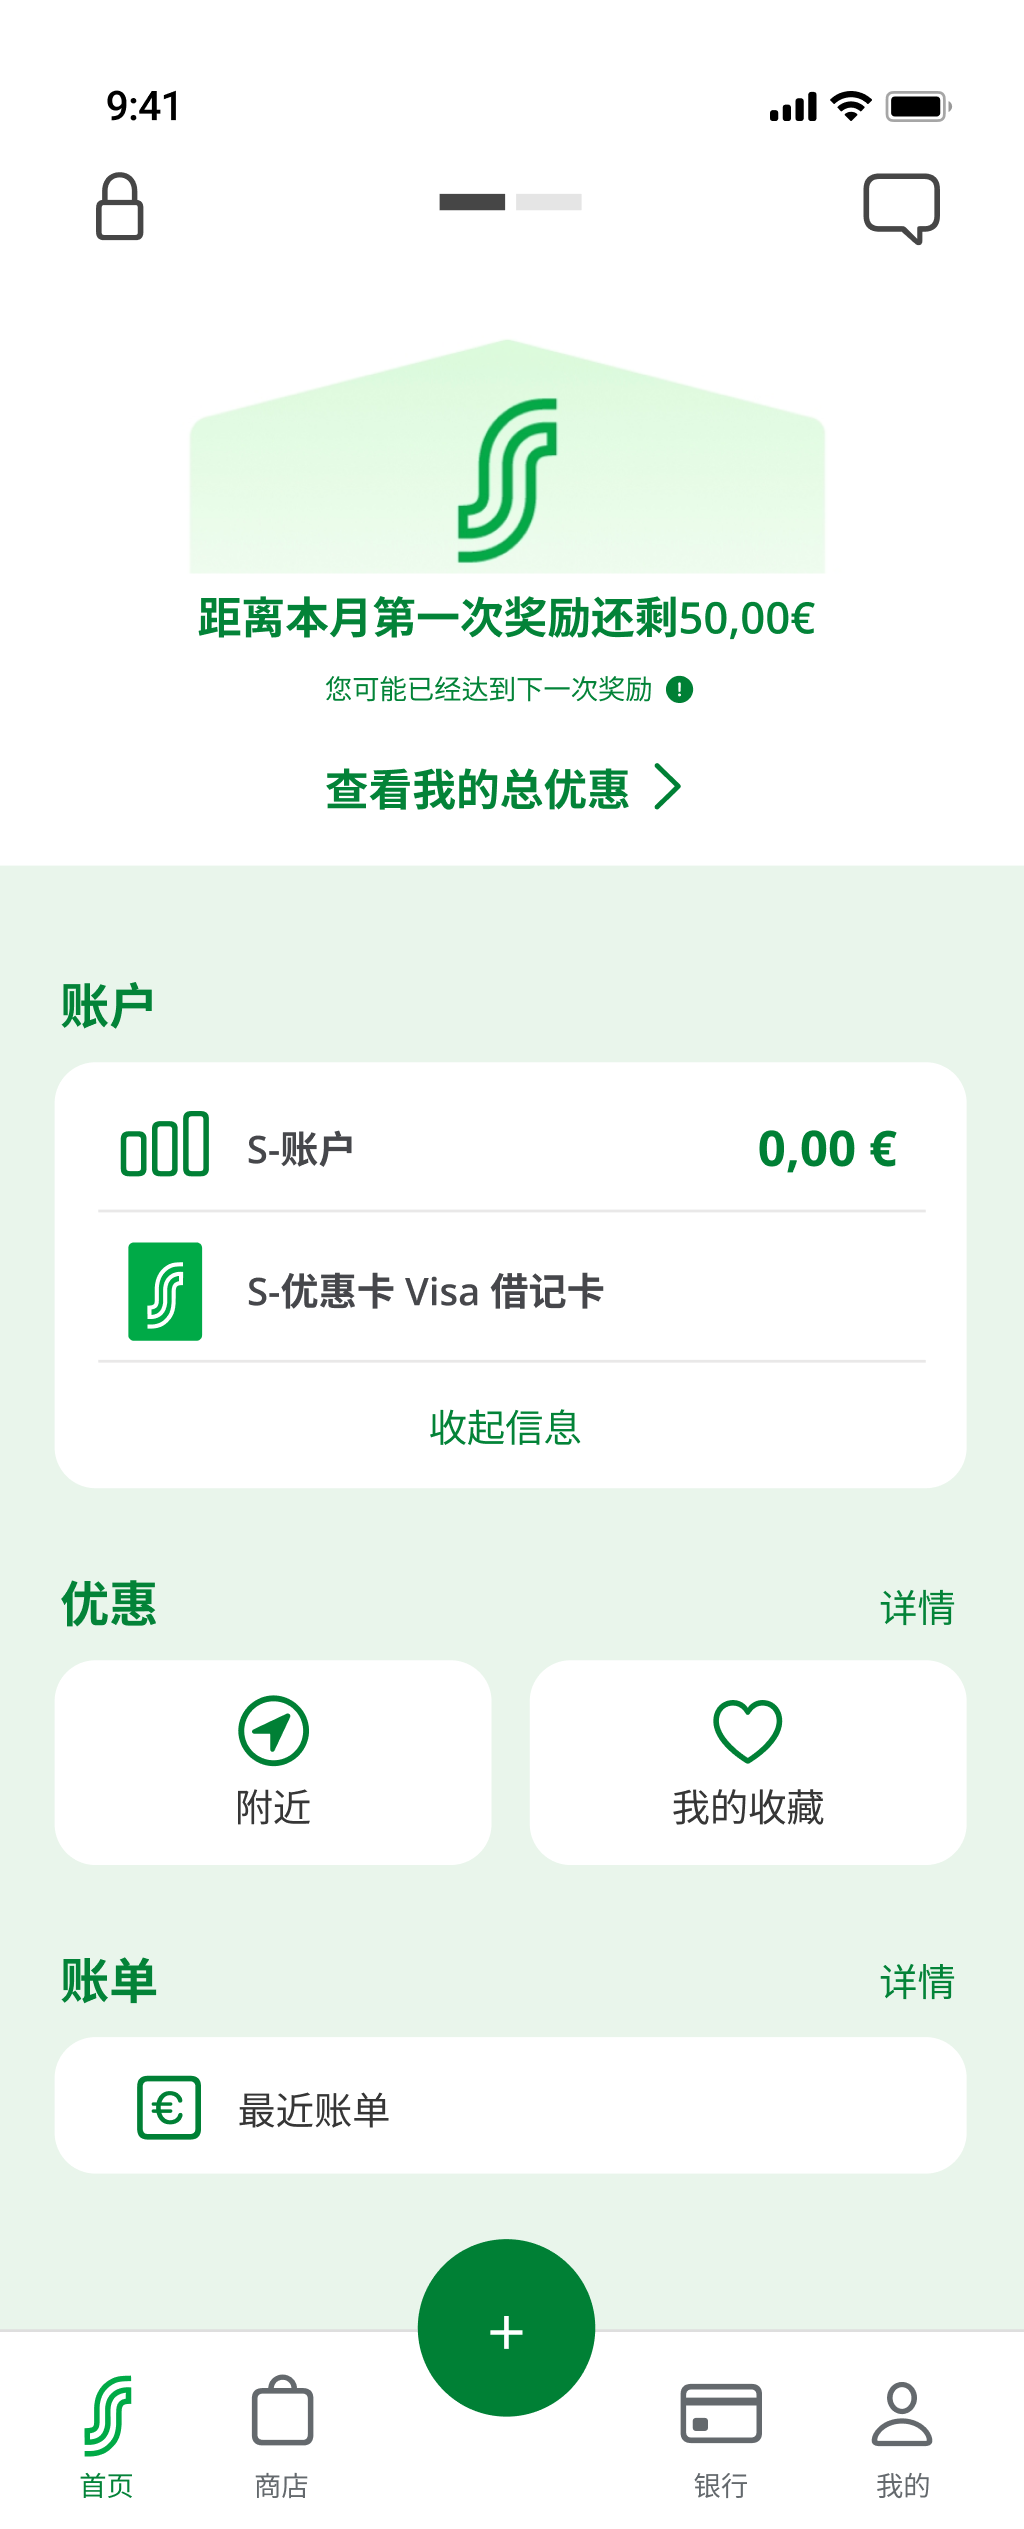 9:41
距离本月第一次奖励还剩50,00€
您可能已经达到下一次奖励
查看我的总优惠
账户
S-账户 0,00 €
S-优惠卡 Visa 借记卡
收起信息
优惠 详情
附近 我的收藏
账单 详情
最近账单
+
首页 商店 银行 我的